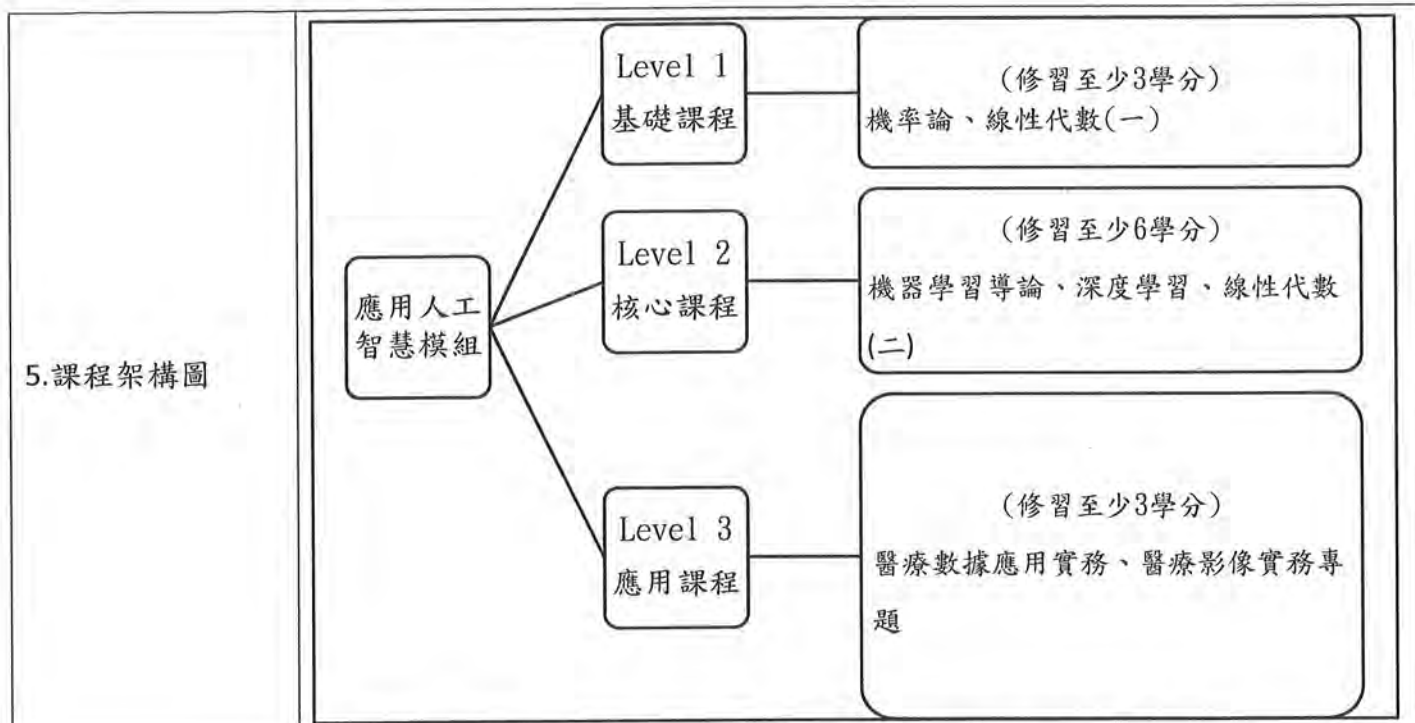 5.課程架構圖
應用人工
智慧模組
Level 1
基礎課程
(修習至少3學分)
機率論、線性代數(一)
Level 2
核心課程
(修習至少6學分)
機器學習導論、深度學習、線性代數
(二)
Level 3
應用課程
(修習至少3學分)
醫療數據應用實務、醫療影像實務專
題